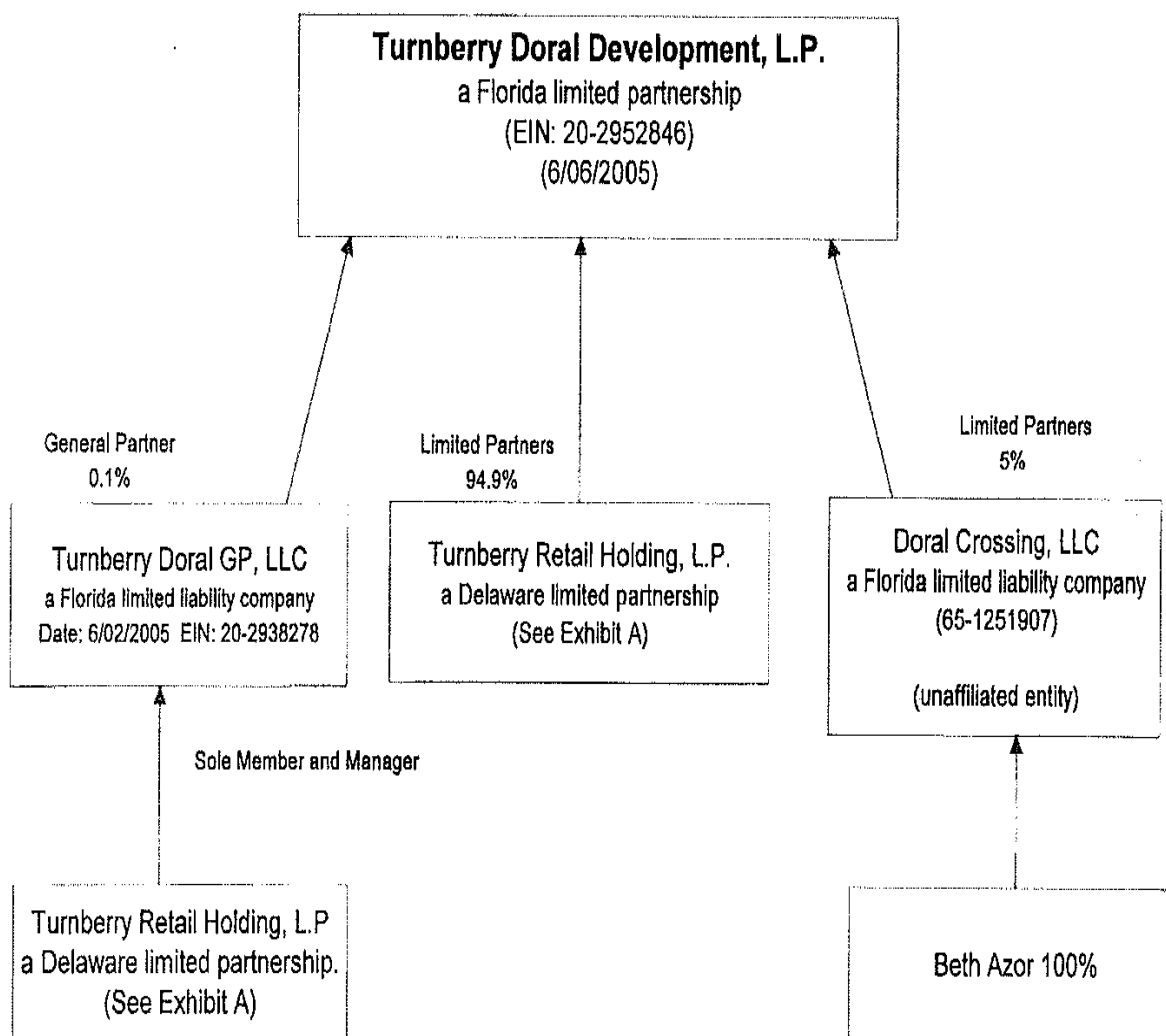 Turnberry Doral Development, L.P.
a Florida limited partnership
(EIN: 20-2952846)
(6/06/2005)
General Partner
0.1%
Limited Partners
94.9%
Limited Partners
5%
Turnberry Doral GP, LLC
a Florida limited liability company
Date: 6/02/2005 EIN: 20-2938278
Turnberry Retail Holding, L.P.
a Delaware limited partnership
(See Exhibit A)
Doral Crossing, LLC
a Florida limited liability company
(65-1251907)
(unaffiliated entity)
Sole Member and Manager
Turnberry Retail Holding, L.P
a Delaware limited partnership.
(See Exhibit A)
Beth Azor 100%